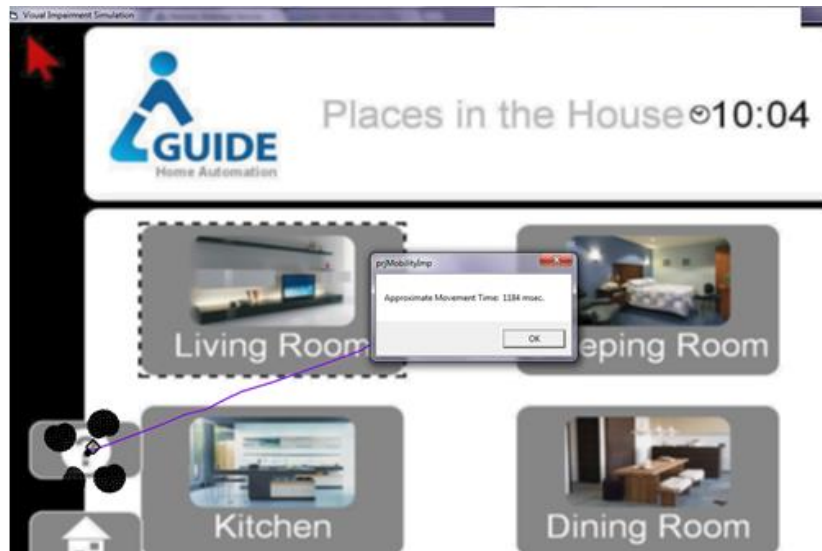 Visual Impairment Simulation
Places in the House 10:04
GUIDE
Home Automation
prjMobilityImp
Approximate Movement Time: 1184 msec.
OK
Living Room
eeping Room
Kitchen
Dining Room